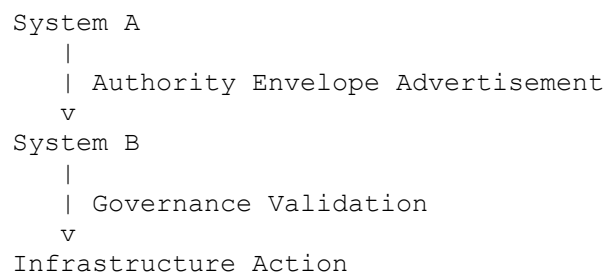 System A
|
| Authority Envelope Advertisement
v
System B
|
| Governance Validation
v
Infrastructure Action